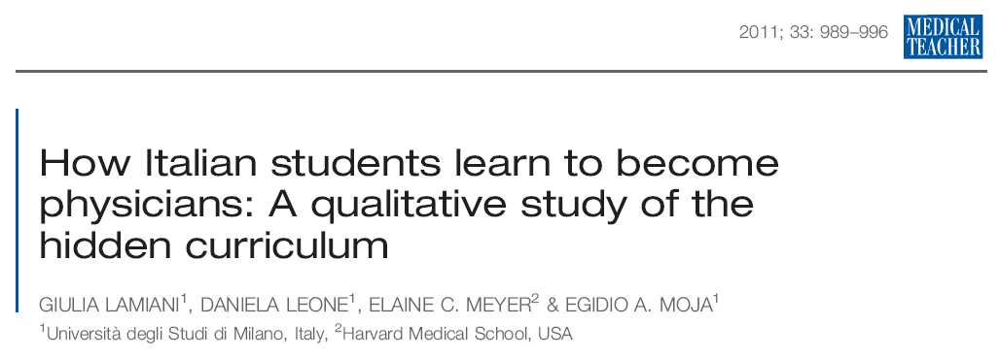 2011; 33: 989–996
MEDICAL
TEACHER
How Italian students learn to become
physicians: A qualitative study of the
hidden curriculum
GIULIA LAMIANI1, DANIELA LEONE1, ELAINE C. MEYER2 & EGIDIO A. MOJA1
1Università degli Studi di Milano, Italy, 2Harvard Medical School, USA